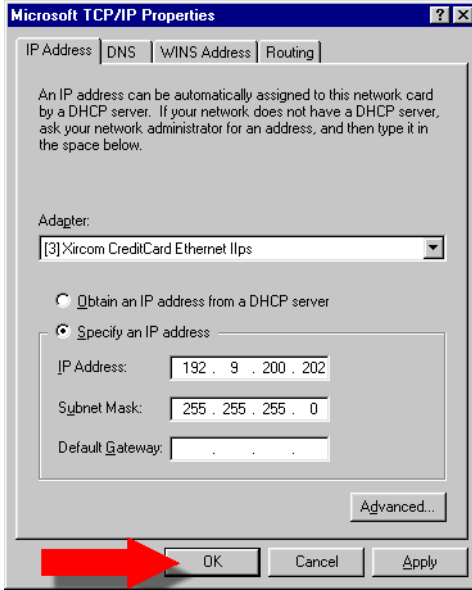 Microsoft TCP/IP Properties
IP Address DNS WINS Address Routing
An IP address can be automatically assigned to this network card
by a DHCP server. If your network does not have a DHCP server,
ask your network administrator for an address, and then type it in
the space below.
Adapter:
[3] Xircom CreditCard Ethernet IIps
Obtain an IP address from a DHCP server
Specify an IP address
IP Address: 192 . 9 . 200 . 202
Subnet Mask: 255 . 255 . 255 . 0
Default Gateway: . . .
Advanced...
OK Cancel Apply